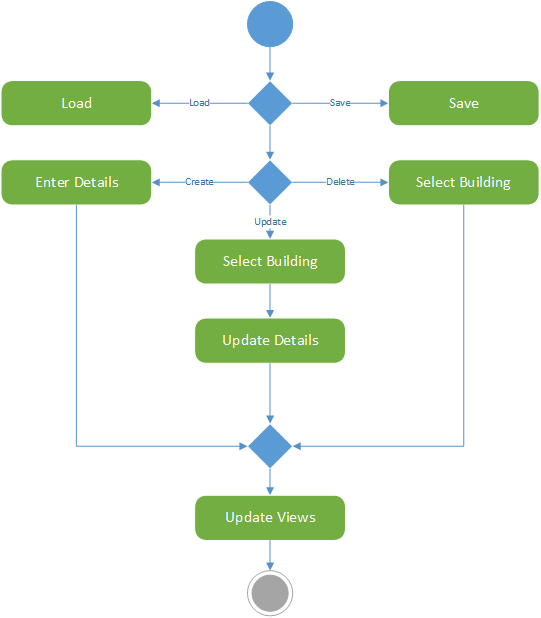 Load
Load
Save
Save
Enter Details
Create
Delete
Select Building
Update
Select Building
Update Details
Update Views